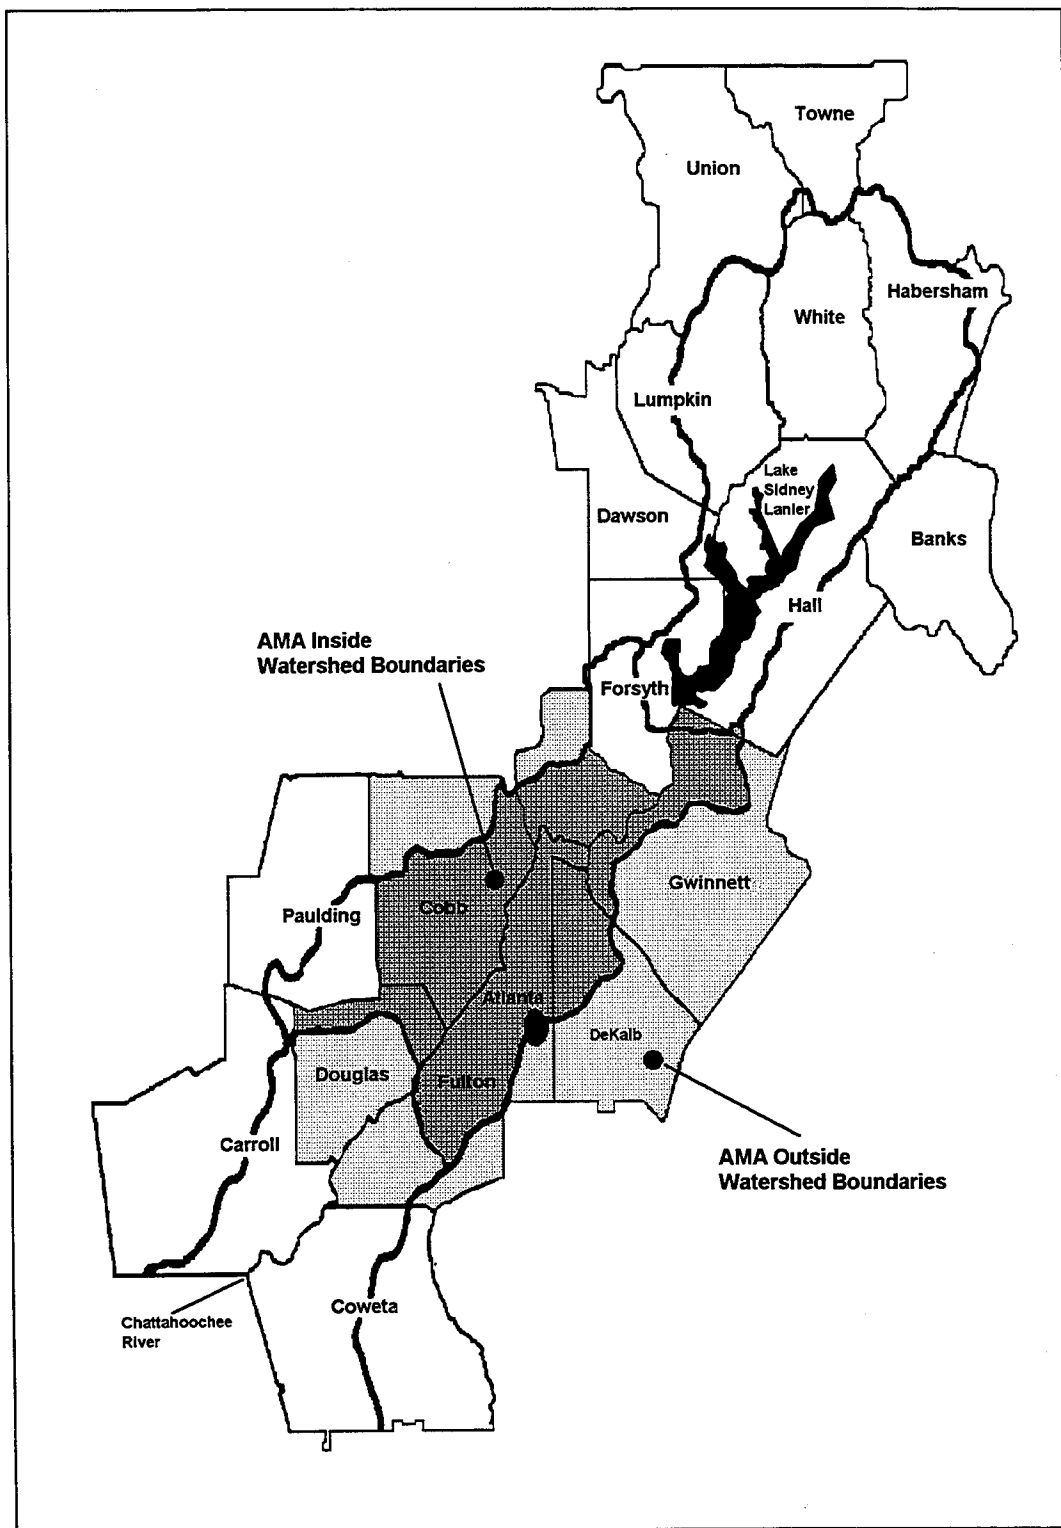 Towne
Union
Habersham
White
Lumpkin
Lake
Sidney
Lanier
Dawson
Banks
Hall
AMA Inside
Watershed Boundaries
Forsyth
Gwinnett
Cobb
Paulding
Atlanta
DeKalb
Douglas
Fulton
Carroll
AMA Outside
Watershed Boundaries
Coweta
Chattahoochee
River